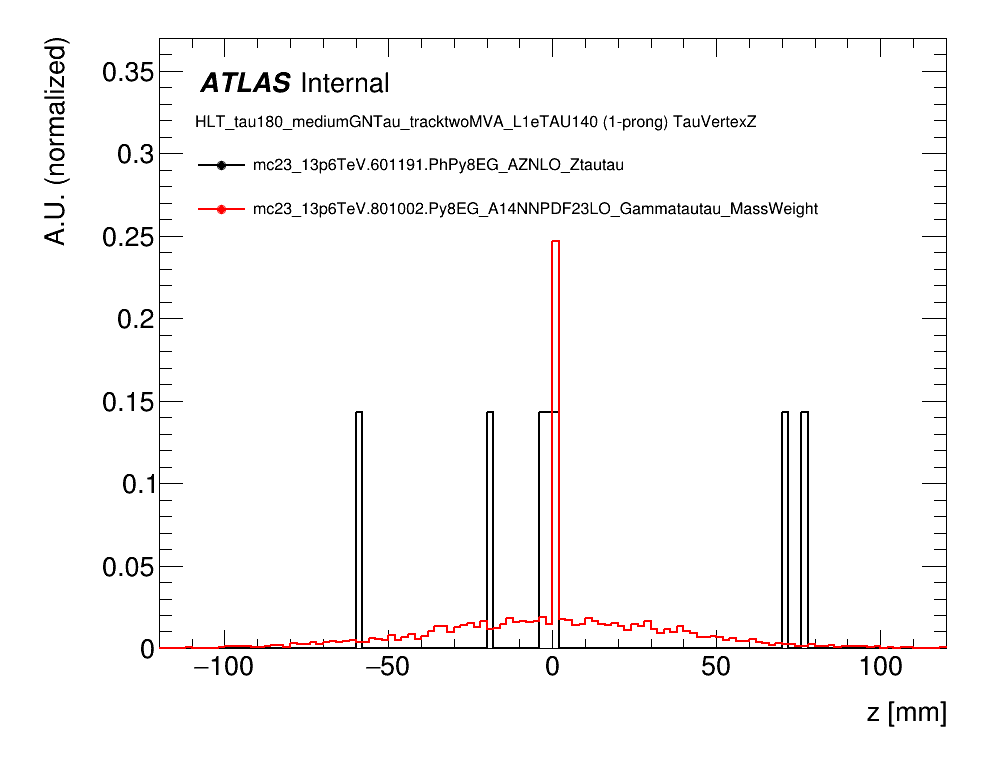 A.U. (normalized)
0.35
0.3
0.25
0.2
0.15
0.1
0.05
0
ATLAS Internal
HLT_tau180_mediumGNTau_tracktwoMVA_L1eTAU140 (1-prong) TauVertexZ
mc23_13p6TeV.601191.PhPy8EG_AZNLO_Ztautau
mc23_13p6TeV.801002.Py8EG_A14NNPDF23LO_Gammatautau_MassWeight
−100 −50 0 50 100
z [mm]